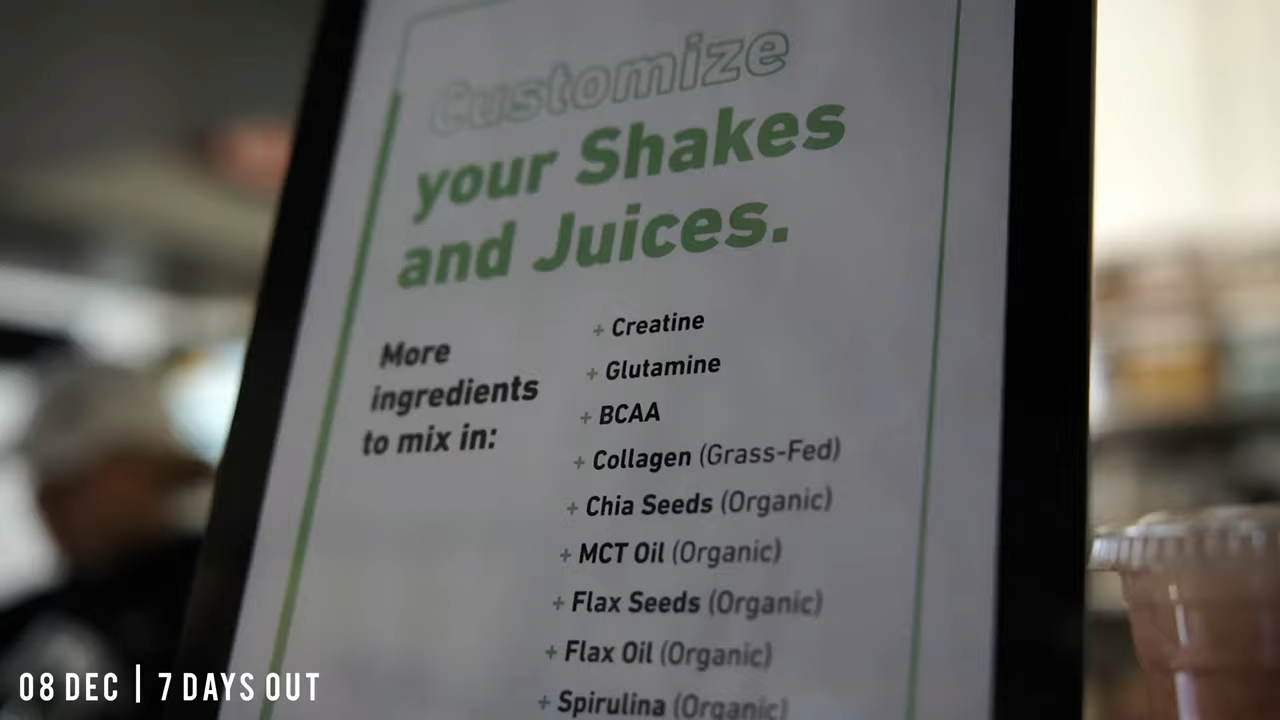 Customize
your Shakes
and Juices.
More
ingredients
to mix in:
+ Creatine
+ Glutamine
+ BCAA
+ Collagen (Grass-Fed)
+ Chia Seeds (Organic)
+ MCT Oil (Organic)
+ Flax Seeds (Organic)
+ Flax Oil (Organic)
+ Spirulina (Organic)
08 DEC | 7 DAYS OUT